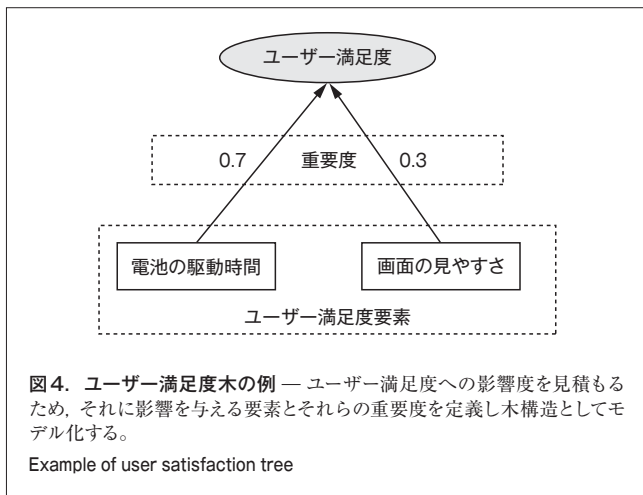 ユーザー満足度
0.7 重要度 0.3
電池の駆動時間 画面の見やすさ
ユーザー満足度要素
図4. ユーザー満足度木の例 — ユーザー満足度への影響度を見積もる
ため，それに影響を与える要素とそれらの重要度を定義し木構造としてモ
デル化する。
Example of user satisfaction tree